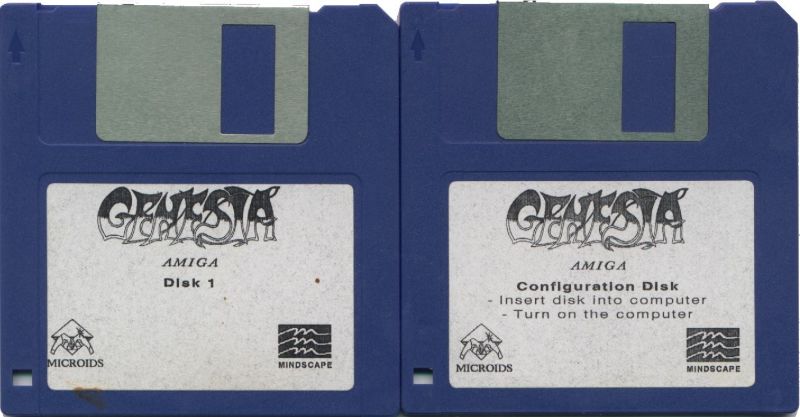 GENESIA
AMIGA
Disk 1
MICROIDS
MINDSCAPE
GENESIA
AMIGA
Configuration Disk
- Insert disk into computer
- Turn on the computer
MICROIDS
MINDSCAPE